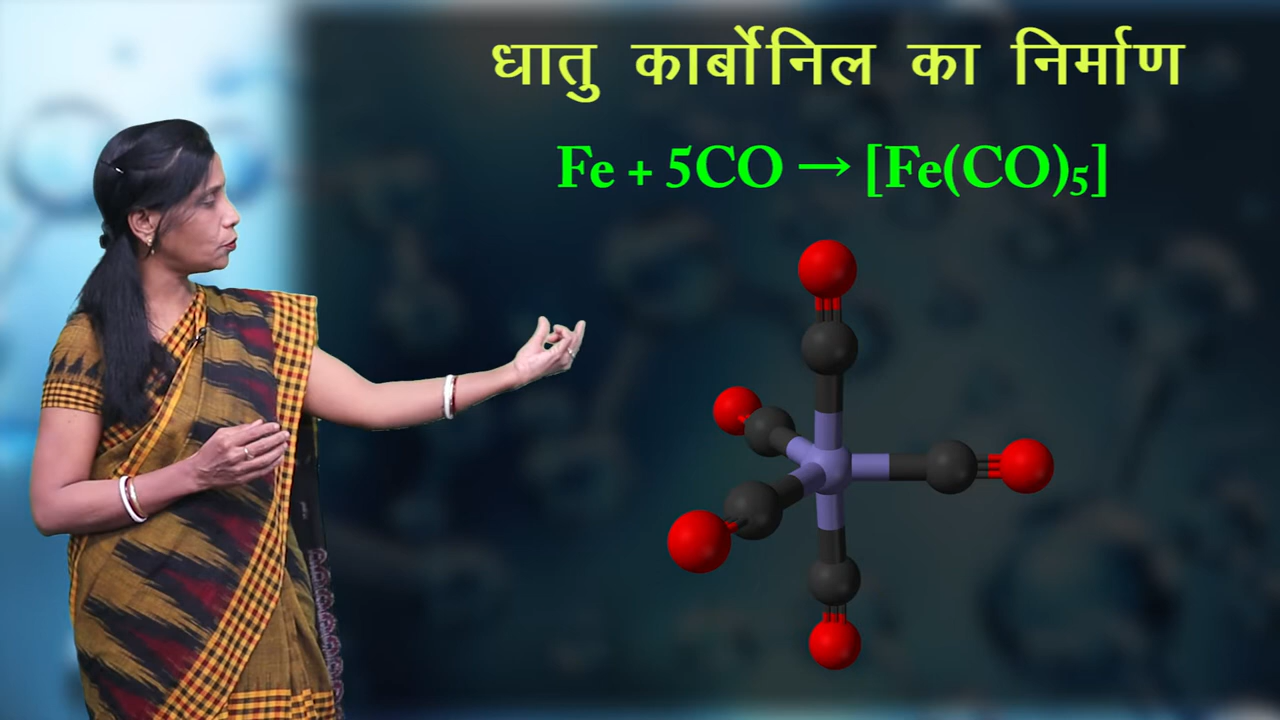 धातु कार्बोनिल का निर्माण
Fe + 5CO → [Fe(CO)₅]